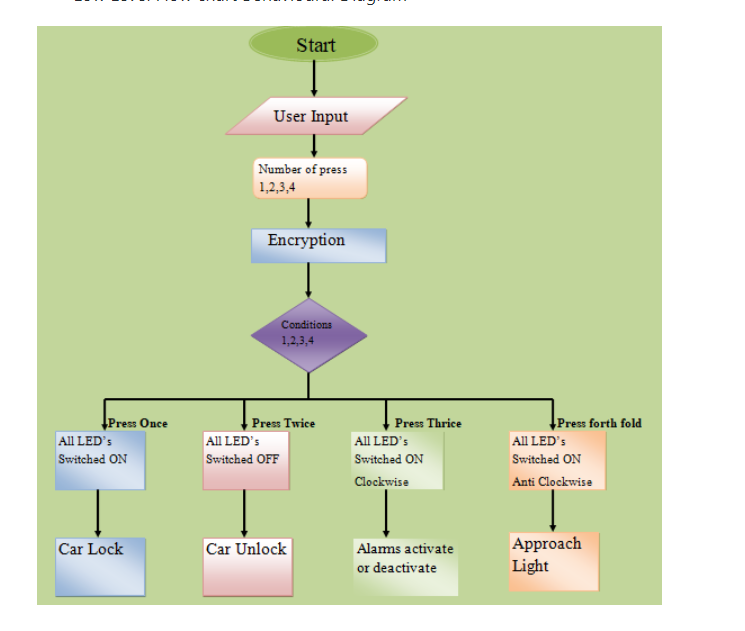 Start
User Input
Number of press
1,2,3,4
Encryption
Conditions
1,2,3,4
Press Once
Press Twice
Press Thrice
Press forth fold
All LED's
Switched ON
All LED's
Switched OFF
All LED's
Switched ON
Clockwise
All LED's
Switched ON
Anti Clockwise
Car Lock
Car Unlock
Alarms activate
or deactivate
Approach
Light